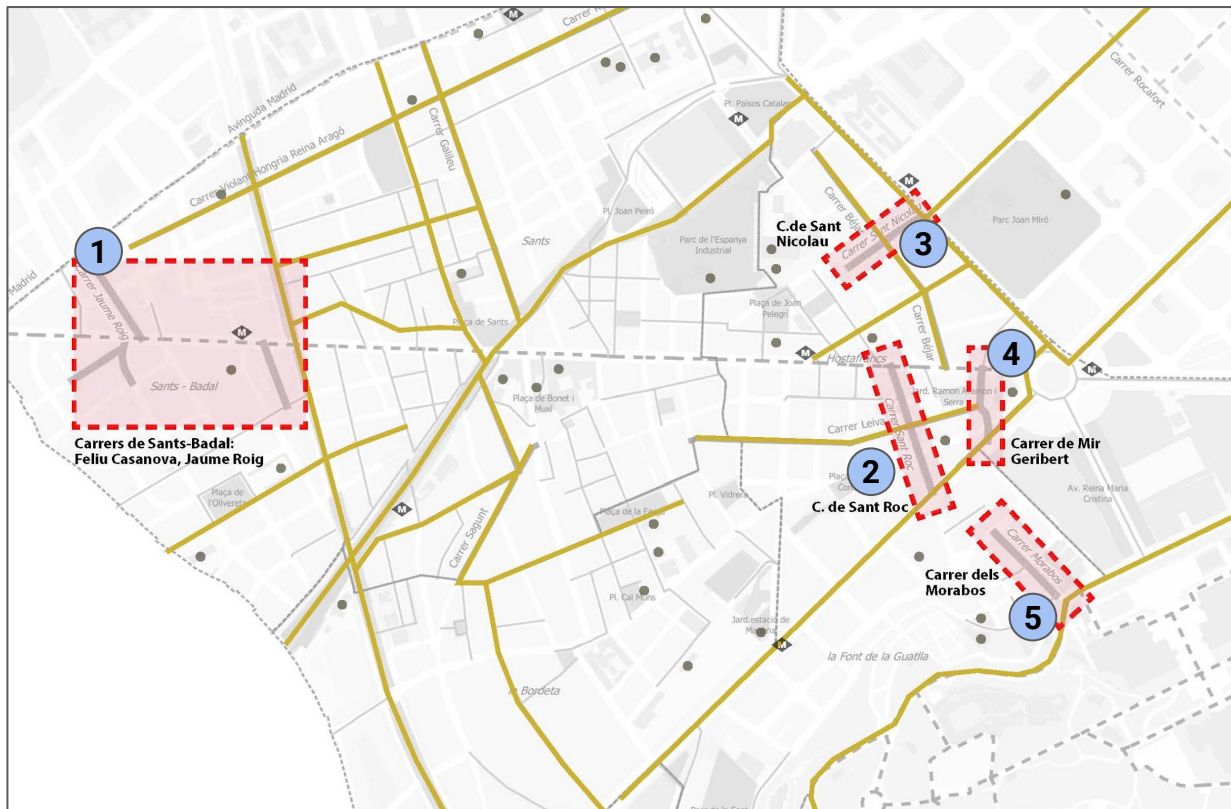 Carrer Rocafort
Pl. Països Catalan
Avinguda Madrid
Carrer Galileu
Carrer Violant Hongria Reina Aragó
Pl. Joan Peiró
Sants
Parc de l'Espanya
Industrial
Carrer Béjar
C.de Sant
Nicolau
Carrer Sant Nicolau
3
Parc Joan Miró
1
Madrid
Carrer Jaume Roig
Sants - Badal
Carrers de Sants-Badal:
Feliu Casanova, Jaume Roig
Plaça de Sants
Plaça de Joan
Pelegrí
Hostafrancs
Carrer Béjar
4
Jard. Ramon Aramon i
Serra
Plaça de Bonet i
Muxí
Carrer Leiva
Carrer Sant Roc
2
C. de Sant Roc
Carrer de Mir
Geribert
Av. Reina Maria
Cristina
Plaça de
l'Olivereta
Pl. Vidrera
Plaça de la Farga
Carrer Sagunt
Carrer Morabos
Carrer dels
Morabos
5
Pl. Cal Muns
Jard.estació de
Magòria
la Font de la Guatlla
la Bordeta